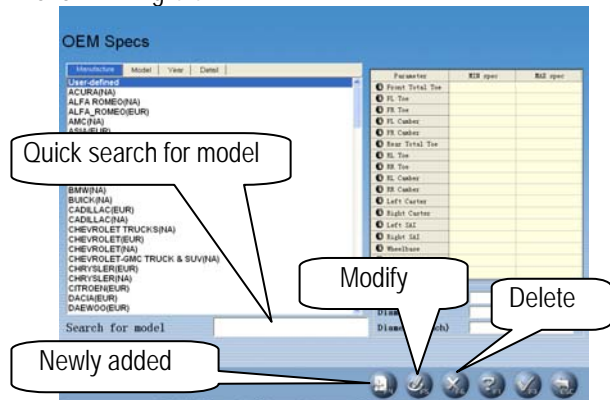 OEM Specs
Manufacture Model Year Detail
User-defined
ACURA(NA)
ALFA ROMEO(NA)
ALFA_ROMEO(EUR)
AMC(NA)
ASIA(EUR)
Quick search for model
BMW(NA)
BUICK(NA)
CADILLAC(EUR)
CADILLAC(NA)
CHEVROLET TRUCKS(NA)
CHEVROLET(EUR)
CHEVROLET(NA)
CHEVROLET-GMC TRUCK & SUV(NA)
CHRYSLER(EUR)
CHRYSLER(NA)
CITROEN(EUR)
DACIA(EUR)
DAEWOO(EUR)
Search for model
Parameter MIN spec MAX spec
Front Total Toe
FL Toe
FR Toe
FL Camber
FR Camber
Rear Total Toe
RL Toe
RR Toe
RL Camber
RR Camber
Left Caster
Right Caster
Left SAI
Right SAI
Wheelbase
Modify
Delete
Newly added